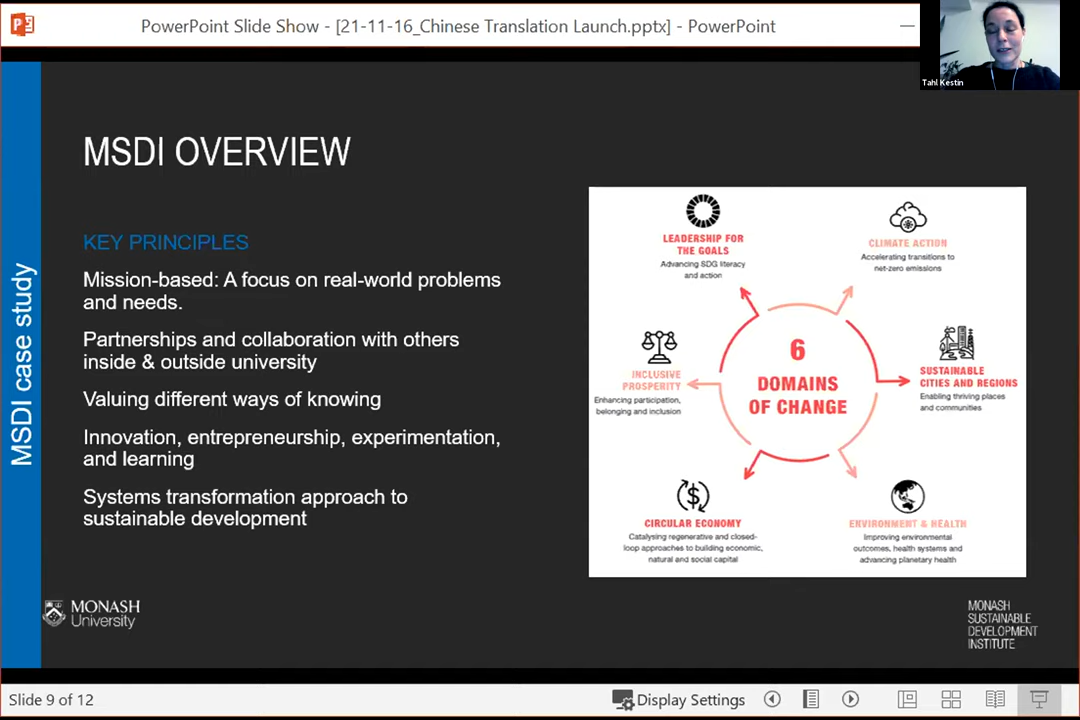 PowerPoint Slide Show - [21-11-16_Chinese Translation Launch.pptx] - PowerPoint
Tahl Kestin
MSDI case study
MSDI OVERVIEW
KEY PRINCIPLES
Mission-based: A focus on real-world problems
and needs.
Partnerships and collaboration with others
inside & outside university
Valuing different ways of knowing
Innovation, entrepreneurship, experimentation,
and learning
Systems transformation approach to
sustainable development
LEADERSHIP FOR
THE GOALS
Advancing SDG literacy
and action
CLIMATE ACTION
Accelerating transitions to
net-zero emissions
INCLUSIVE
PROSPERITY
Enhancing participation,
belonging and inclusion
6
DOMAINS
OF CHANGE
SUSTAINABLE
CITIES AND REGIONS
Enabling thriving places
and communities
CIRCULAR ECONOMY
Catalysing regenerative and closed-
loop approaches to building economic,
natural and social capital
ENVIRONMENT & HEALTH
Improving environmental
outcomes, health systems and
advancing planetary health
MONASH
University
MONASH
SUSTAINABLE
DEVELOPMENT
INSTITUTE
Slide 9 of 12
Display Settings